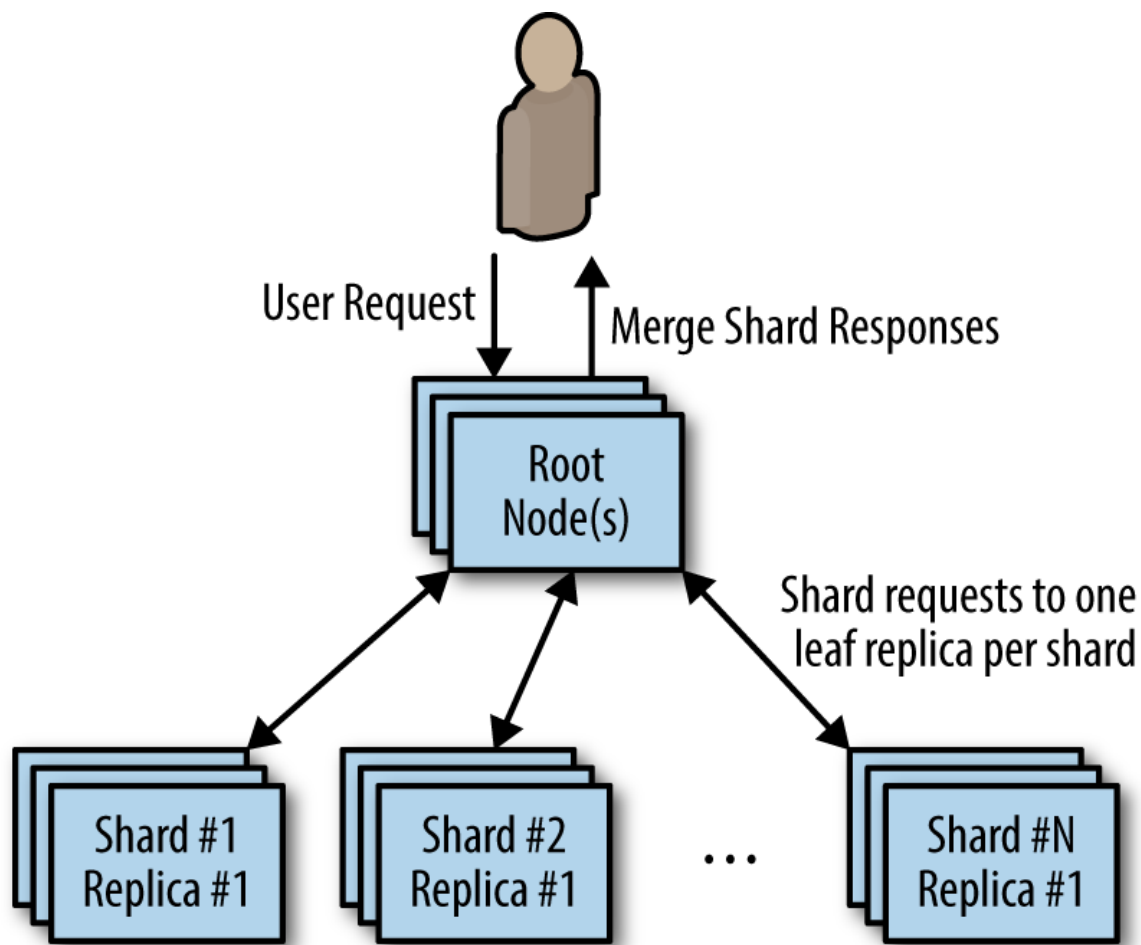 User Request
Merge Shard Responses
Root
Node(s)
Shard requests to one
leaf replica per shard
Shard #1
Replica #1
Shard #2
Replica #1
...
Shard #N
Replica #1